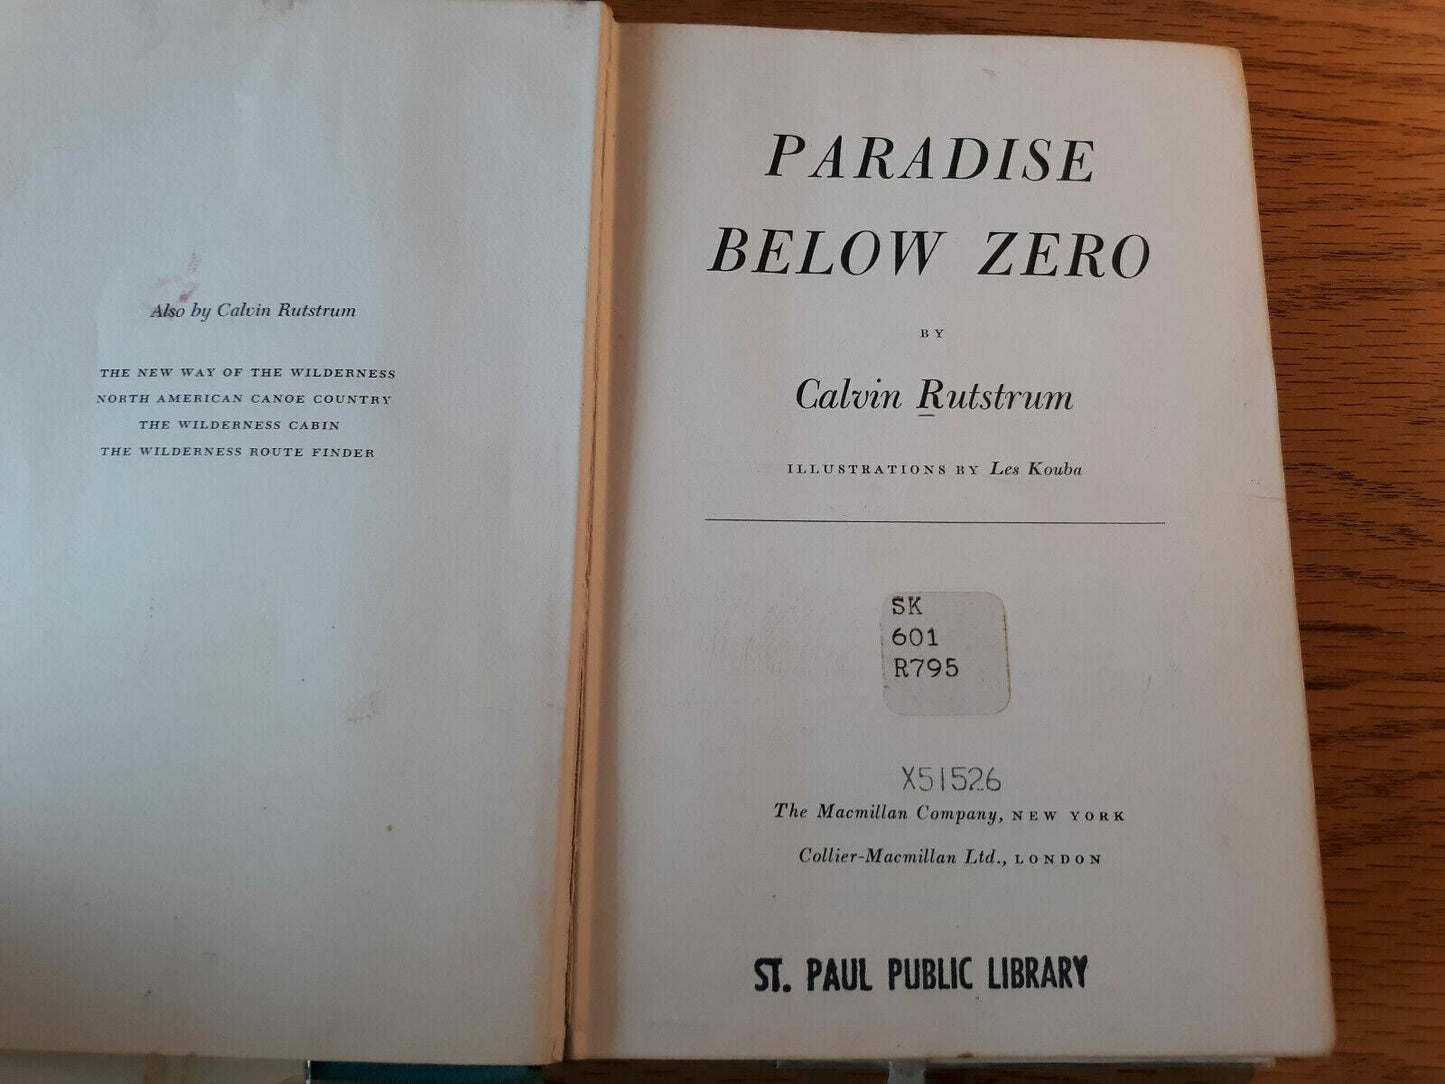 Also by Calvin Rutstrum
THE NEW WAY OF THE WILDERNESS
NORTH AMERICAN CANOE COUNTRY
THE WILDERNESS CABIN
THE WILDERNESS ROUTE FINDER
PARADISE
BELOW ZERO
BY
Calvin Rutstrum
ILLUSTRATIONS BY Les Kouba
SK
601
R795
X51526
The Macmillan Company, NEW YORK
Collier-Macmillan Ltd., LONDON
ST. PAUL PUBLIC LIBRARY